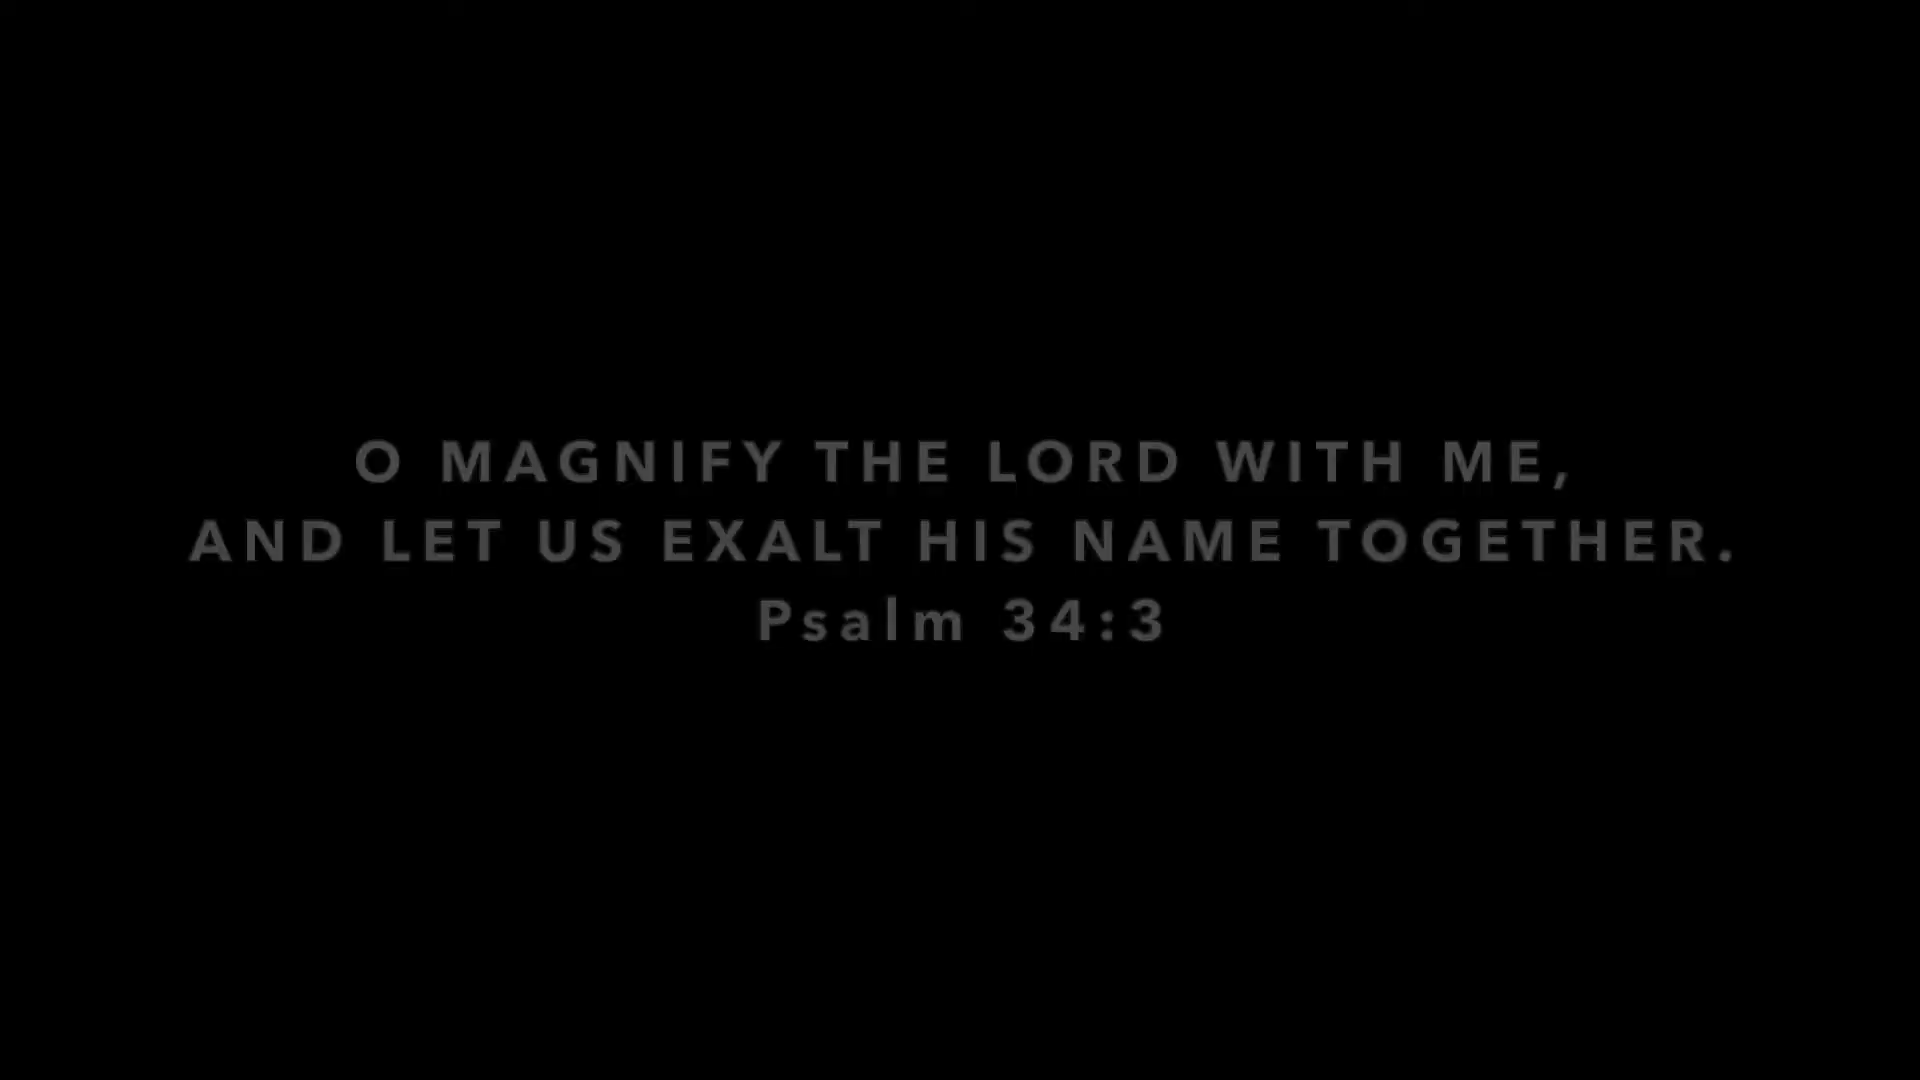 O MAGNIFY THE LORD WITH ME,
AND LET US EXALT HIS NAME TOGETHER.
Psalm 34:3